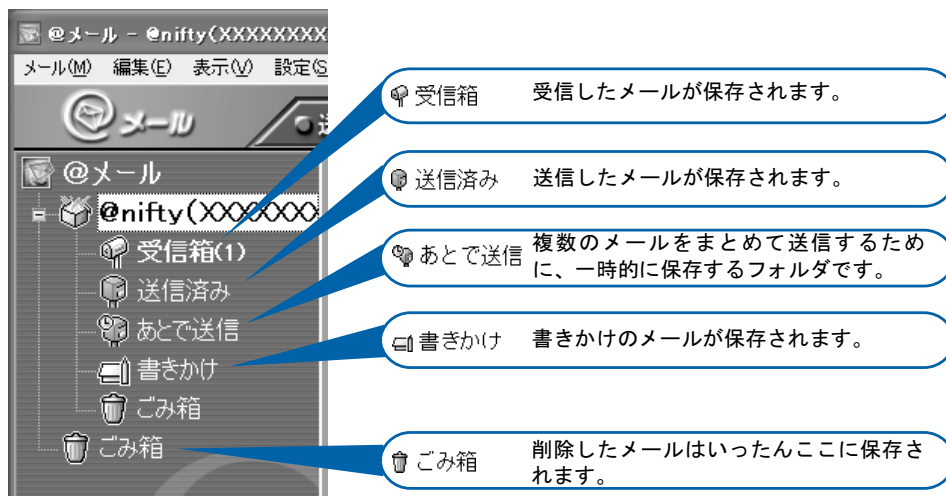 @メール - @nifty(XXXXXXXX
メール(M) 編集(E) 表示(V) 設定(S
@メール
@メール
@nifty(XXXXXXX
受信箱(1)
送信済み
あとで送信
書きかけ
ごみ箱
ごみ箱
受信箱 受信したメールが保存されます。
送信済み 送信したメールが保存されます。
あとで送信 複数のメールをまとめて送信するため
に、一時的に保存するフォルダです。
書きかけ 書きかけのメールが保存されます。
ごみ箱 削除したメールはいったんここに保存さ
れます。